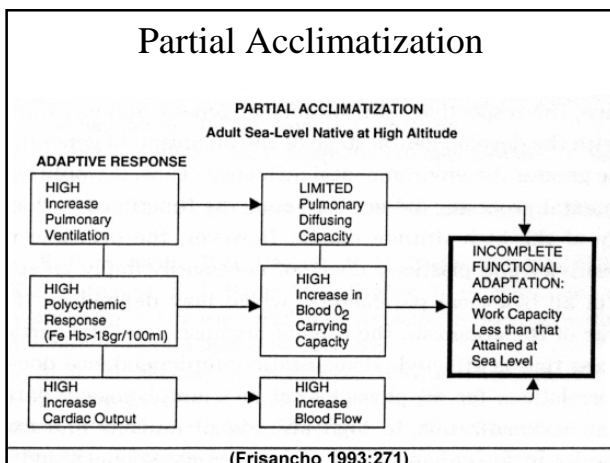 Partial Acclimatization
PARTIAL ACCLIMATIZATION
Adult Sea-Level Native at High Altitude
ADAPTIVE RESPONSE
HIGH
Increase
Pulmonary
Ventilation
LIMITED
Pulmonary
Diffusing
Capacity
HIGH
Polycythemic
Response
(Fe Hb>18gr/100ml)
HIGH
Increase in
Blood O2
Carrying
Capacity
INCOMPLETE
FUNCTIONAL
ADAPTATION:
Aerobic
Work Capacity
Less than that
Attained at
Sea Level
HIGH
Increase
Cardiac Output
HIGH
Increase
Blood Flow
(Frisancho 1993:271)